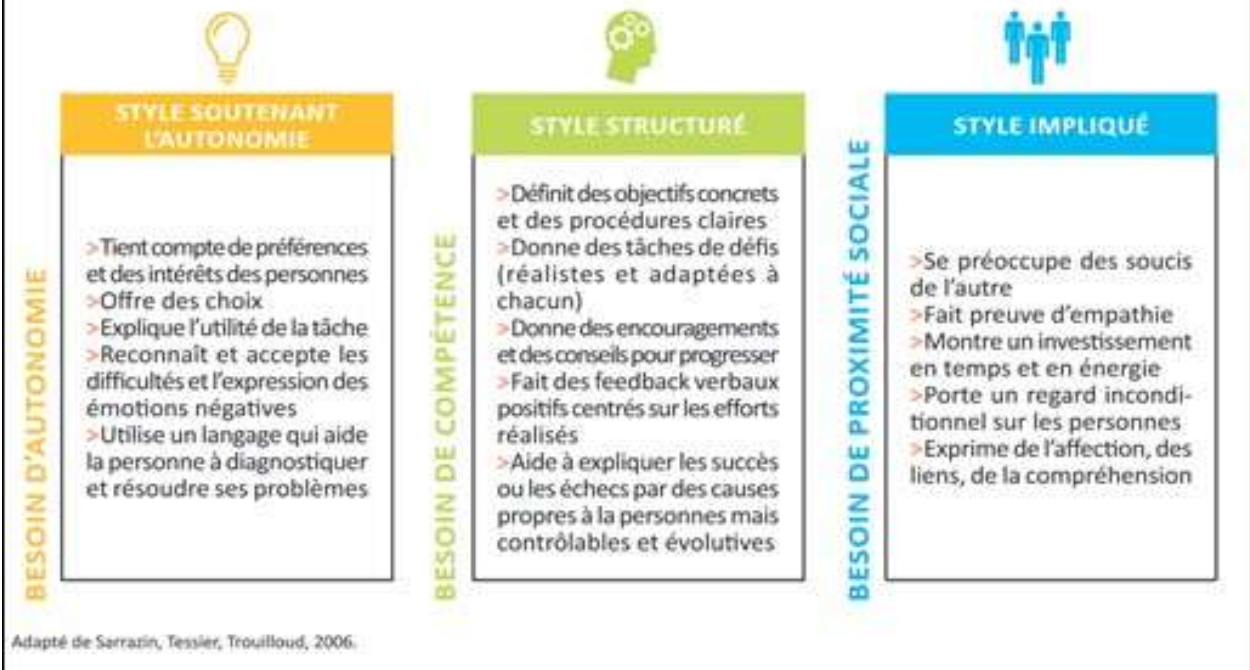 BESOIN D'AUTONOMIE
STYLE SOUTENANT
L'AUTONOMIE
>Tient compte de préférences
et des intérêts des personnes
>Offre des choix
>Explique l'utilité de la tâche
>Reconnaît et accepte les
difficultés et l'expression des
émotions négatives
>Utilise un langage qui aide
la personne à diagnostiquer
et résoudre ses problèmes
BESOIN DE COMPÉTENCE
STYLE STRUCTURÉ
>Définit des objectifs concrets
et des procédures claires
>Donne des tâches de défis
(réalistes et adaptées à
chacun)
>Donne des encouragements
et des conseils pour progresser
>Fait des feedback verbaux
positifs centrés sur les efforts
réalisés
>Aide à expliquer les succès
ou les échecs par des causes
propres à la personnes mais
contrôlables et évolutives
BESOIN DE PROXIMITÉ SOCIALE
STYLE IMPLIQUÉ
>Se préoccupe des soucis
de l'autre
>Fait preuve d'empathie
>Montre un investissement
en temps et en énergie
>Porte un regard incondi-
tionnel sur les personnes
>Exprime de l'affection, des
liens, de la compréhension
Adapté de Sarrazin, Tessier, Trouilloud, 2006.